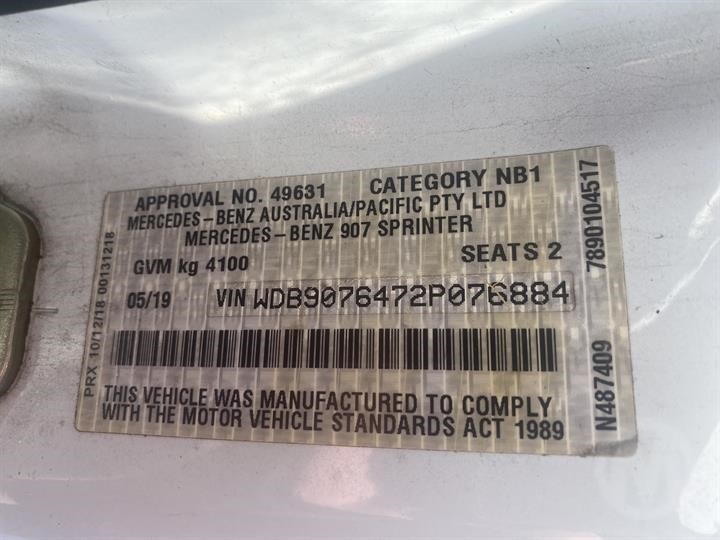 APPROVAL NO. 49631 CATEGORY NB1
MERCEDES-BENZ AUSTRALIA/PACIFIC PTY LTD
MERCEDES-BENZ 907 SPRINTER
GVM kg 4100 SEATS 2
05/19 VIN WDB9076472P076884
THIS VEHICLE WAS MANUFACTURED TO COMPLY
WITH THE MOTOR VEHICLE STANDARDS ACT 1989
PRX 10/12/18 00131218
N487409 7890104517
M